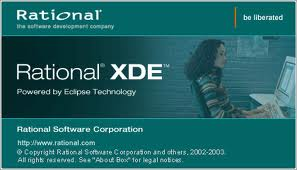 Rational®
the software development company
be liberated
Rational® XDE™
Powered by Eclipse Technology
Rational Software Corporation
http://www.rational.com
© Copyright Rational Software Corporation and others, 2002-2003.
All rights reserved. See "About Box" for legal notices.